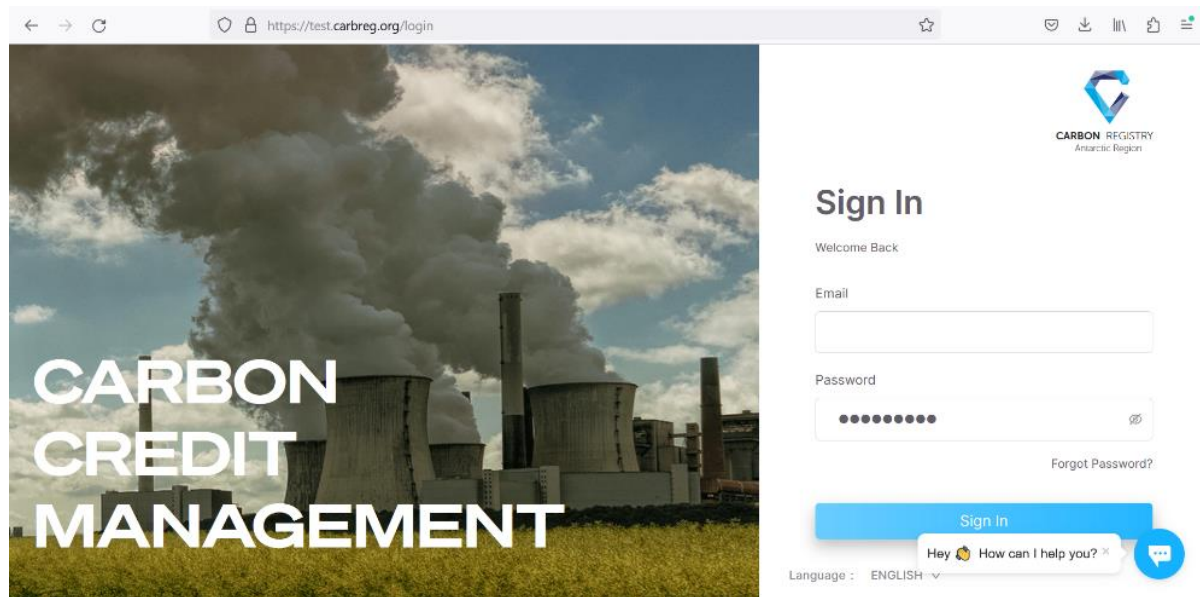 https://test.carbreg.org/login
CARBON REGISTRY
Antarctic Region
CARBON
CREDIT
MANAGEMENT
Sign In
Welcome Back
Email
Password
Forgot Password?
Sign In
Hey 👋 How can I help you? ×
Language : ENGLISH